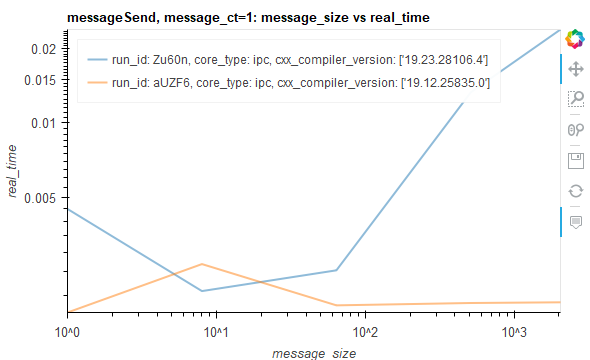 messageSend, message_ct=1: message_size vs real_time
run_id: Zu60n, core_type: ipc, cxx_compiler_version: ['19.23.28106.4']
run_id: aUZF6, core_type: ipc, cxx_compiler_version: ['19.12.25835.0']
real_time
0.02
0.015
0.01
0.005
10^0
10^1
10^2
10^3
message_size